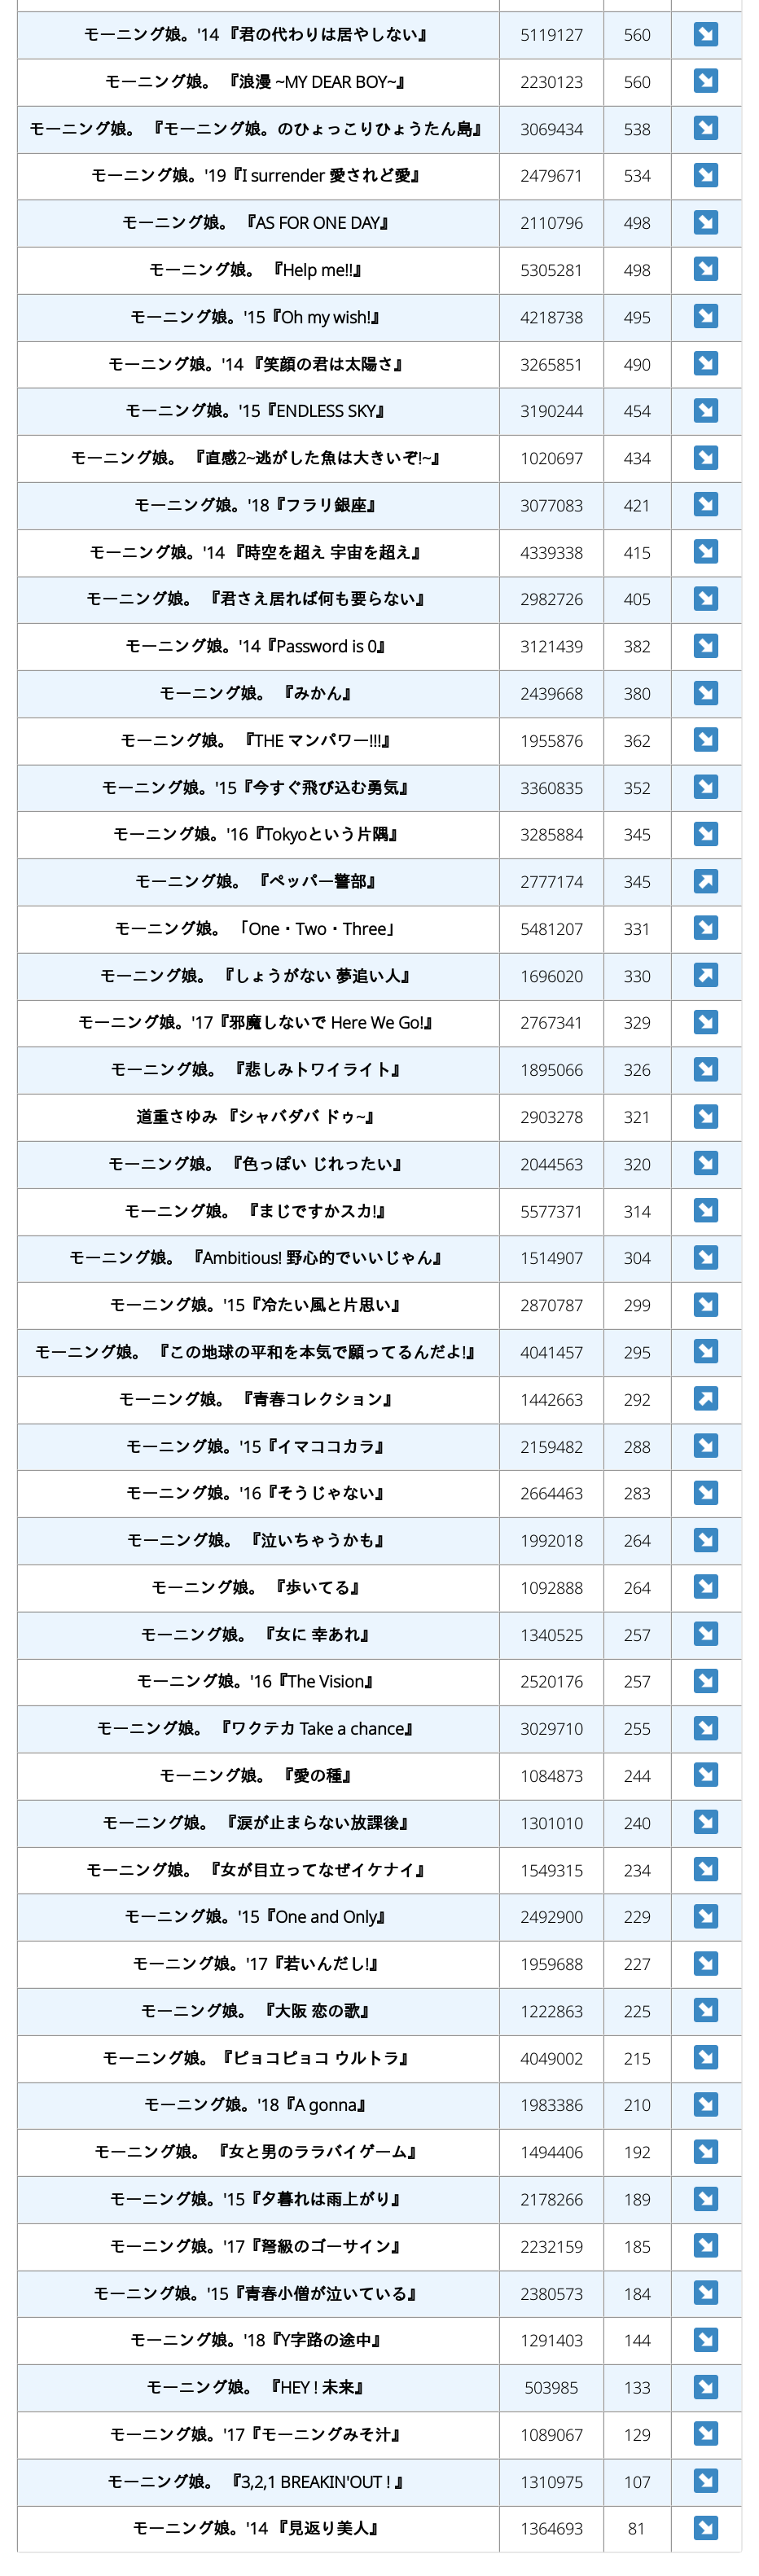 モーニング娘。'14 『君の代わりは居やしない』 5119127 560 ↘
モーニング娘。 『浪漫 ~MY DEAR BOY~』 2230123 560 ↘
モーニング娘。 『モーニング娘。のひょっこりひょうたん島』 3069434 538 ↘
モーニング娘。'19『I surrender 愛されど愛』 2479671 534 ↘
モーニング娘。 『AS FOR ONE DAY』 2110796 498 ↘
モーニング娘。 『Help me!!』 5305281 498 ↘
モーニング娘。'15『Oh my wish!』 4218738 495 ↘
モーニング娘。'14 『笑顔の君は太陽さ』 3265851 490 ↘
モーニング娘。'15『ENDLESS SKY』 3190244 454 ↘
モーニング娘。 『直感2~逃がした魚は大きいぞ!~』 1020697 434 ↘
モーニング娘。'18『フラリ銀座』 3077083 421 ↘
モーニング娘。'14 『時空を超え 宇宙を超え』 4339338 415 ↘
モーニング娘。 『君さえ居れば何も要らない』 2982726 405 ↘
モーニング娘。'14『Password is 0』 3121439 382 ↘
モーニング娘。 『みかん』 2439668 380 ↘
モーニング娘。 『THE マンパワー!!!』 1955876 362 ↘
モーニング娘。'15『今すぐ飛び込む勇気』 3360835 352 ↘
モーニング娘。'16『Tokyoという片隅』 3285884 345 ↘
モーニング娘。 『ペッパー警部』 2777174 345 ↗
モーニング娘。 「One・Two・Three」 5481207 331 ↘
モーニング娘。 『しょうがない 夢追い人』 1696020 330 ↗
モーニング娘。'17『邪魔しないで Here We Go!』 2767341 329 ↘
モーニング娘。 『悲しみトワイライト』 1895066 326 ↘
道重さゆみ 『シャバダバ ドゥ~』 2903278 321 ↘
モーニング娘。 『色っぽい じれったい』 2044563 320 ↘
モーニング娘。 『まじですかスカ!』 5577371 314 ↘
モーニング娘。 『Ambitious! 野心的でいいじゃん』 1514907 304 ↘
モーニング娘。'15『冷たい風と片思い』 2870787 299 ↘
モーニング娘。 『この地球の平和を本気で願ってるんだよ!』 4041457 295 ↘
モーニング娘。 『青春コレクション』 1442663 292 ↗
モーニング娘。'15『イマココカラ』 2159482 288 ↘
モーニング娘。'16『そうじゃない』 2664463 283 ↘
モーニング娘。 『泣いちゃうかも』 1992018 264 ↘
モーニング娘。 『歩いてる』 1092888 264 ↘
モーニング娘。 『女に 幸あれ』 1340525 257 ↘
モーニング娘。'16『The Vision』 2520176 257 ↘
モーニング娘。 『ワクテカ Take a chance』 3029710 255 ↘
モーニング娘。 『愛の種』 1084873 244 ↘
モーニング娘。 『涙が止まらない放課後』 1301010 240 ↘
モーニング娘。 『女が目立ってなぜイケナイ』 1549315 234 ↘
モーニング娘。'15『One and Only』 2492900 229 ↘
モーニング娘。'17『若いんだし!』 1959688 227 ↘
モーニング娘。 『大阪 恋の歌』 1222863 225 ↘
モーニング娘。『ピョコピョコ ウルトラ』 4049002 215 ↘
モーニング娘。'18『A gonna』 1983386 210 ↘
モーニング娘。 『女と男のララバイゲーム』 1494406 192 ↘
モーニング娘。'15『夕暮れは雨上がり』 2178266 189 ↘
モーニング娘。'17『弩級のゴーサイン』 2232159 185 ↘
モーニング娘。'15『青春小僧が泣いている』 2380573 184 ↘
モーニング娘。'18『Y字路の途中』 1291403 144 ↘
モーニング娘。 『HEY ! 未来』 503985 133 ↘
モーニング娘。'17『モーニングみそ汁』 1089067 129 ↘
モーニング娘。 『3,2,1 BREAKIN'OUT ! 』 1310975 107 ↘
モーニング娘。'14 『見返り美人』 1364693 81 ↘